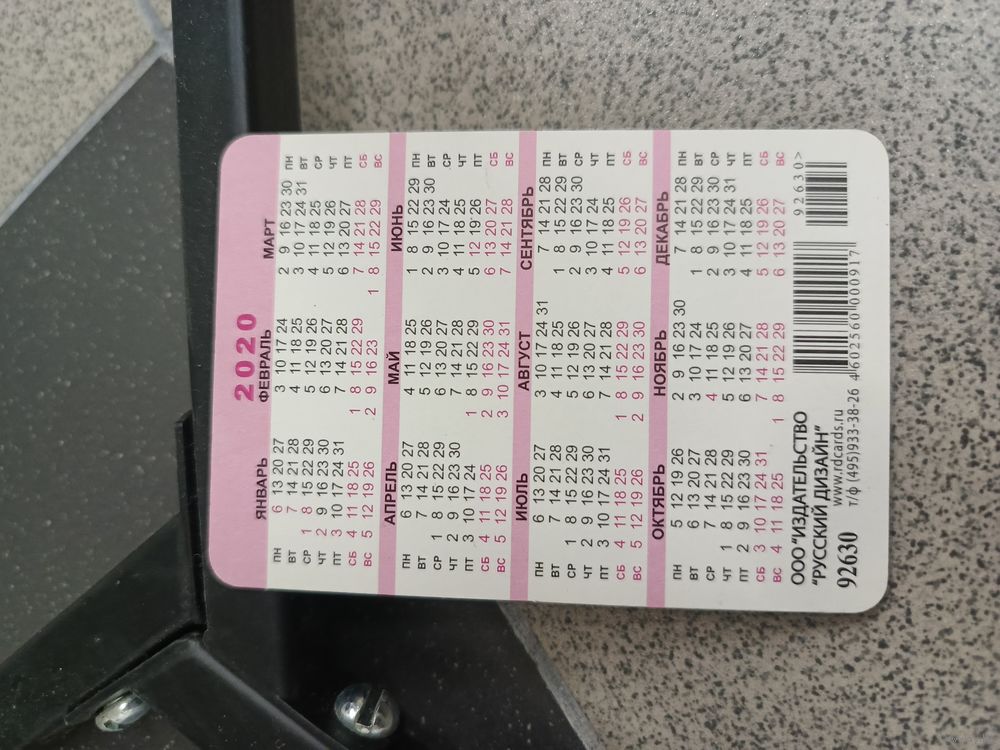 2020
ЯНВАРЬ ФЕВРАЛЬ МАРТ
ПН 6 13 20 27 3 10 17 24 2 9 16 23 30 ПН
ВТ 7 14 21 28 4 11 18 25 3 10 17 24 31 ВТ
СР 1 8 15 22 29 5 12 19 26 4 11 18 25 СР
ЧТ 2 9 16 23 30 6 13 20 27 5 12 19 26 ЧТ
ПТ 3 10 17 24 31 7 14 21 28 6 13 20 27 ПТ
СБ 4 11 18 25 1 8 15 22 29 7 14 21 28 СБ
ВС 5 12 19 26 2 9 16 23 1 8 15 22 29 ВС
АПРЕЛЬ МАЙ ИЮНЬ
ПН 6 13 20 27 4 11 18 25 1 8 15 22 29 ПН
ВТ 7 14 21 28 5 12 19 26 2 9 16 23 30 ВТ
СР 1 8 15 22 29 6 13 20 27 3 10 17 24 СР
ЧТ 2 9 16 23 30 7 14 21 28 4 11 18 25 ЧТ
ПТ 3 10 17 24 1 8 15 22 29 5 12 19 26 ПТ
СБ 4 11 18 25 2 9 16 23 30 6 13 20 27 СБ
ВС 5 12 19 26 3 10 17 24 31 7 14 21 28 ВС
ИЮЛЬ АВГУСТ СЕНТЯБРЬ
ПН 6 13 20 27 3 10 17 24 31 7 14 21 28 ПН
ВТ 7 14 21 28 4 11 18 25 1 8 15 22 29 ВТ
СР 1 8 15 22 29 5 12 19 26 2 9 16 23 30 СР
ЧТ 2 9 16 23 30 6 13 20 27 3 10 17 24 ЧТ
ПТ 3 10 17 24 31 7 14 21 28 4 11 18 25 ПТ
СБ 4 11 18 25 1 8 15 22 29 5 12 19 26 СБ
ВС 5 12 19 26 2 9 16 23 30 6 13 20 27 ВС
ОКТЯБРЬ НОЯБРЬ ДЕКАБРЬ
ПН 5 12 19 26 2 9 16 23 30 7 14 21 28 ПН
ВТ 6 13 20 27 3 10 17 24 1 8 15 22 29 ВТ
СР 7 14 21 28 4 11 18 25 2 9 16 23 30 СР
ЧТ 1 8 15 22 29 5 12 19 26 3 10 17 24 31 ЧТ
ПТ 2 9 16 23 30 6 13 20 27 4 11 18 25 ПТ
СБ 3 10 17 24 31 7 14 21 28 5 12 19 26 СБ
ВС 4 11 18 25 1 8 15 22 29 6 13 20 27 ВС
ООО "ИЗДАТЕЛЬСТВО
"РУССКИЙ ДИЗАЙН"
www.rdcards.ru
92630 т/ф (495)933-38-26
4 602560 000917
92630>